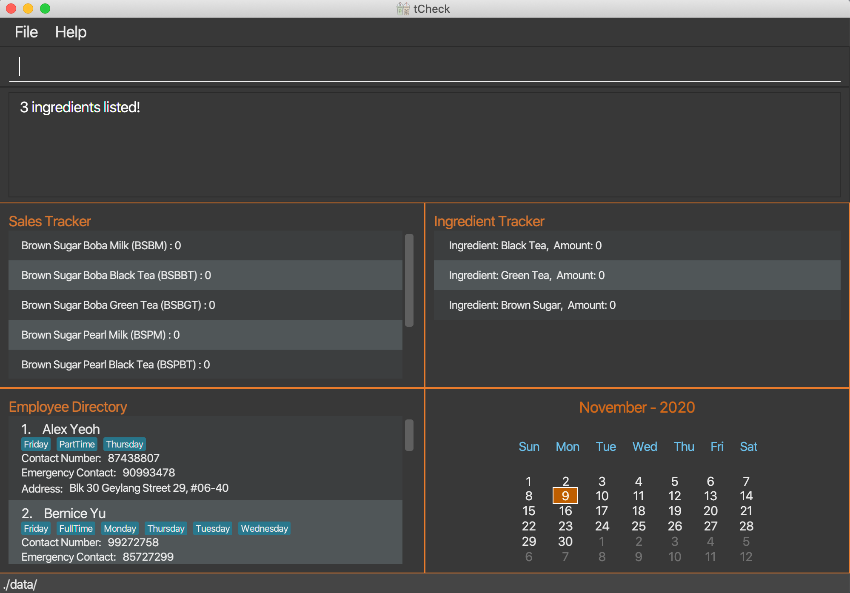 tCheck
File Help
3 ingredients listed!
Sales Tracker
Brown Sugar Boba Milk (BSBM) : 0
Brown Sugar Boba Black Tea (BSBBT) : 0
Brown Sugar Boba Green Tea (BSBGT) : 0
Brown Sugar Pearl Milk (BSPM) : 0
Brown Sugar Pearl Black Tea (BSPBT) : 0
Ingredient Tracker
Ingredient: Black Tea, Amount: 0
Ingredient: Green Tea, Amount: 0
Ingredient: Brown Sugar, Amount: 0
Employee Directory
1. Alex Yeoh
Friday PartTime Thursday
Contact Number: 87438807
Emergency Contact: 90993478
Address: Blk 30 Geylang Street 29, #06-40
2. Bernice Yu
Friday FullTime Monday Thursday Tuesday Wednesday
Contact Number: 99272758
Emergency Contact: 85727299
November - 2020
Sun Mon Tue Wed Thu Fri Sat
1 2 3 4 5 6 7
8 9 10 11 12 13 14
15 16 17 18 19 20 21
22 23 24 25 26 27 28
29 30 1 2 3 4 5
6 7 8 9 10 11 12
./data/